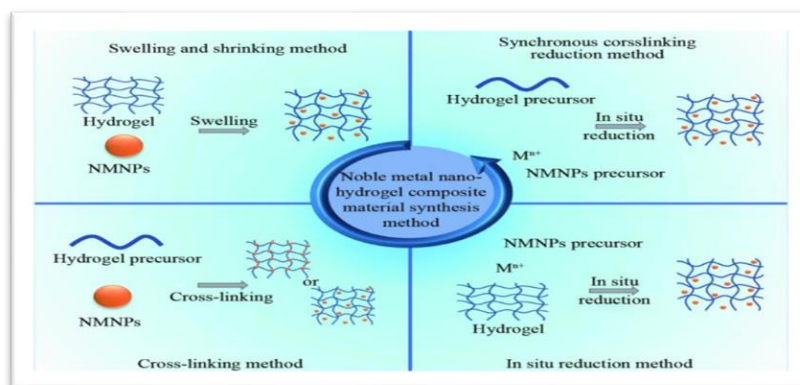 Swelling and shrinking method
Hydrogel
NMNPs
Swelling
Synchronous corsslinking
reduction method
Hydrogel precursor
Mⁿ⁺
NMNPs precursor
In situ
reduction
Noble metal nano-
hydrogel composite
material synthesis
method
Hydrogel precursor
NMNPs
Cross-linking
or
Cross-linking method
NMNPs precursor
Mⁿ⁺
Hydrogel
In situ
reduction
In situ reduction method